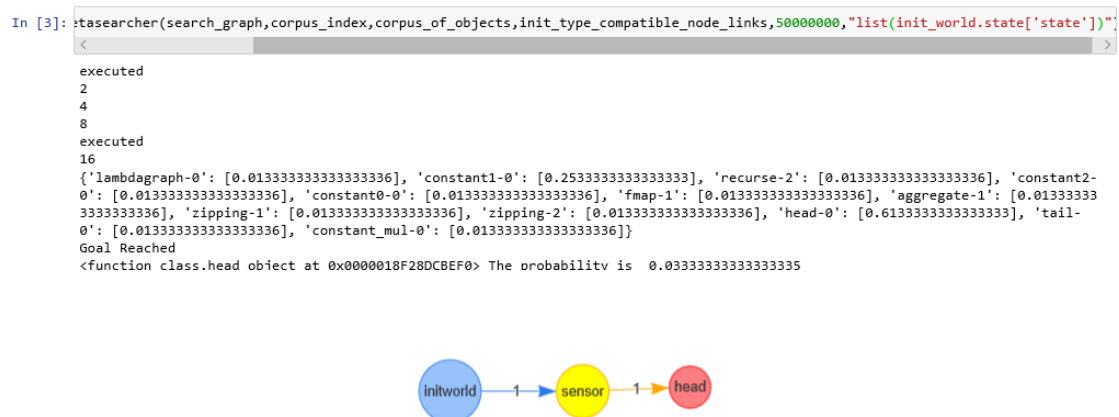 In [3]: etasearcher(search_graph,corpus_index,corpus_of_objects,init_type_compatible_node_links,50000000,"list(init_world.state['state'])")
executed
2
4
8
executed
16
{'lambdagraph-0': [0.013333333333333336], 'constant1-0': [0.2533333333333333], 'recurse-2': [0.013333333333333336], 'constant2-
0': [0.013333333333333336], 'constant0-0': [0.013333333333333336], 'fmap-1': [0.013333333333333336], 'aggregate-1': [0.01333333
3333333336], 'zipping-1': [0.013333333333333336], 'zipping-2': [0.013333333333333336], 'head-0': [0.6133333333333333], 'tail-
0': [0.013333333333333336], 'constant_mul-0': [0.013333333333333336]}
Goal Reached
<function class.head object at 0x0000018F28DCBEF0> The probability is  0.03333333333333335
initworld 1 sensor 1 head